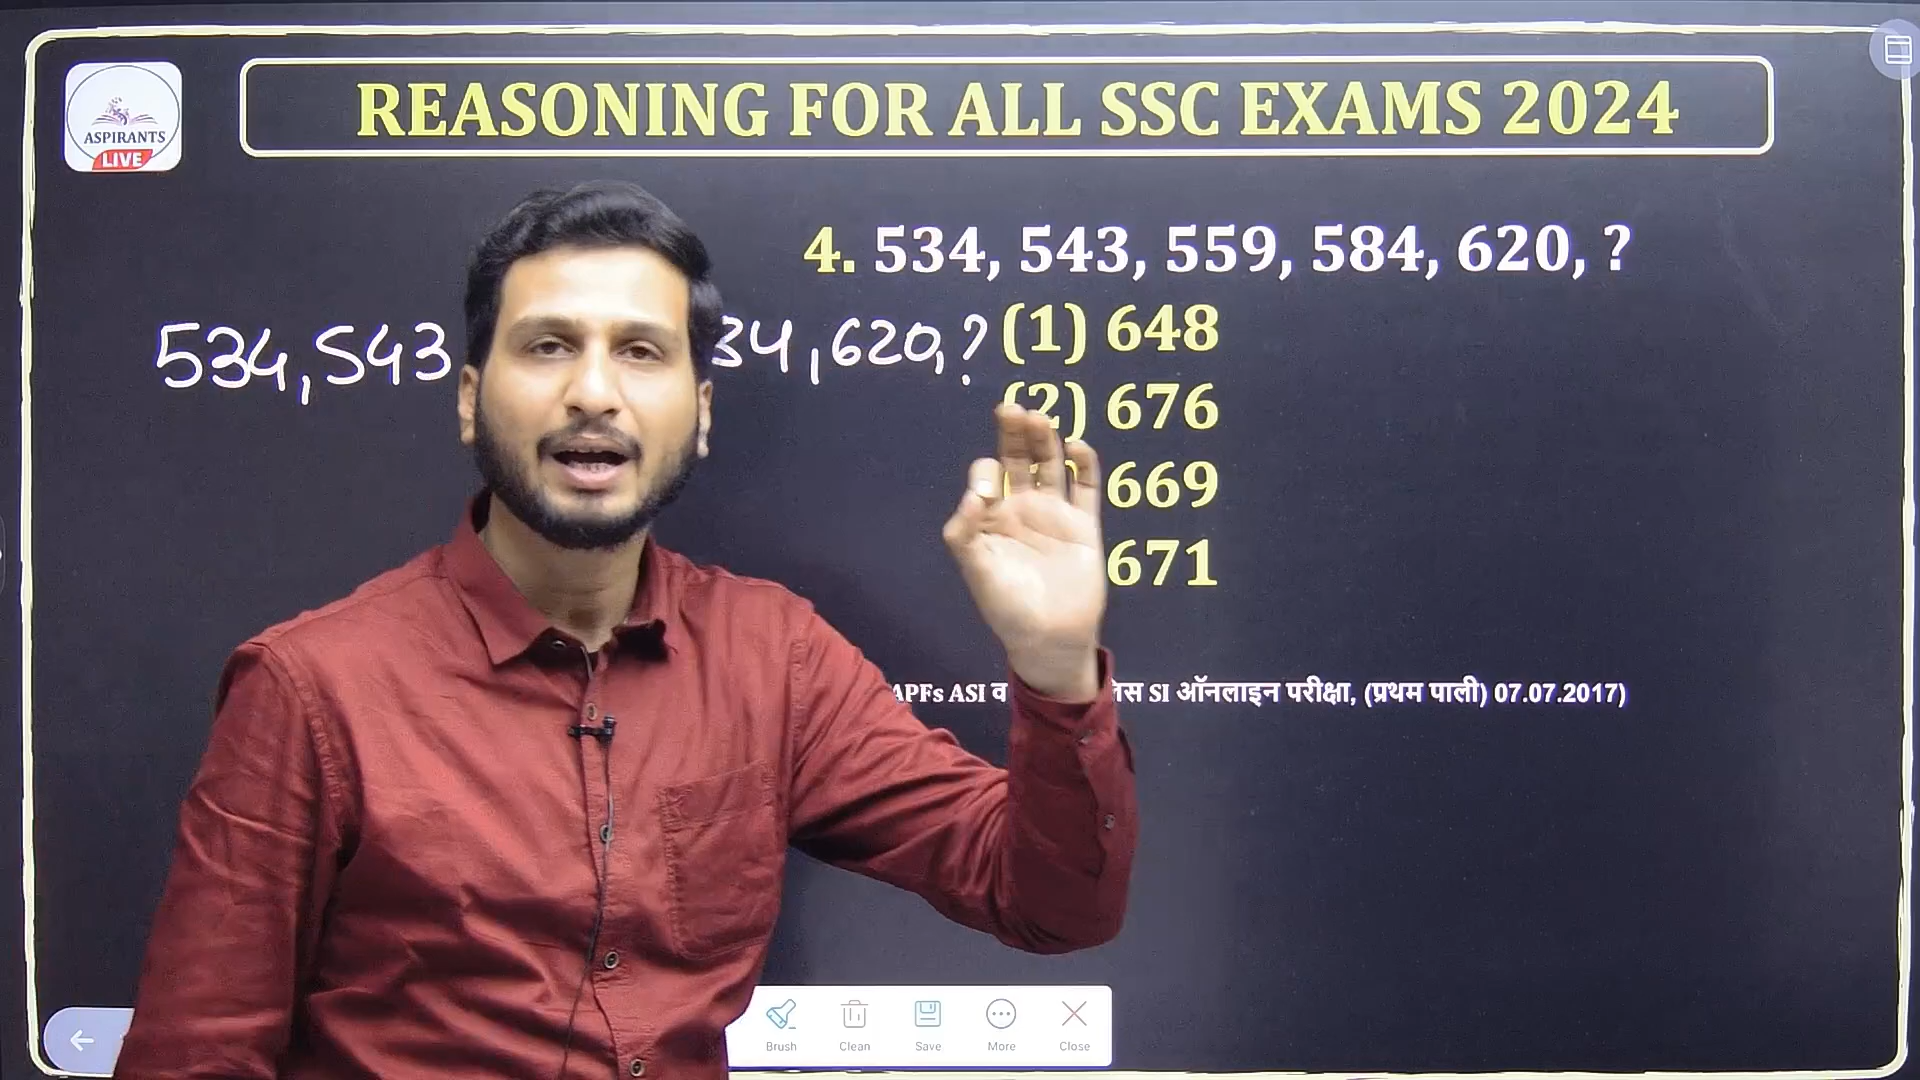 ASPIRANTS
LIVE
REASONING FOR ALL SSC EXAMS 2024
4. 534, 543, 559, 584, 620, ?
534, 543 34, 620, ?
(1) 648
(2) 676
669
671
APFs ASI व SI ऑनलाइन परीक्षा, (प्रथम पाली) 07.07.2017)
Brush Clean Save More Close